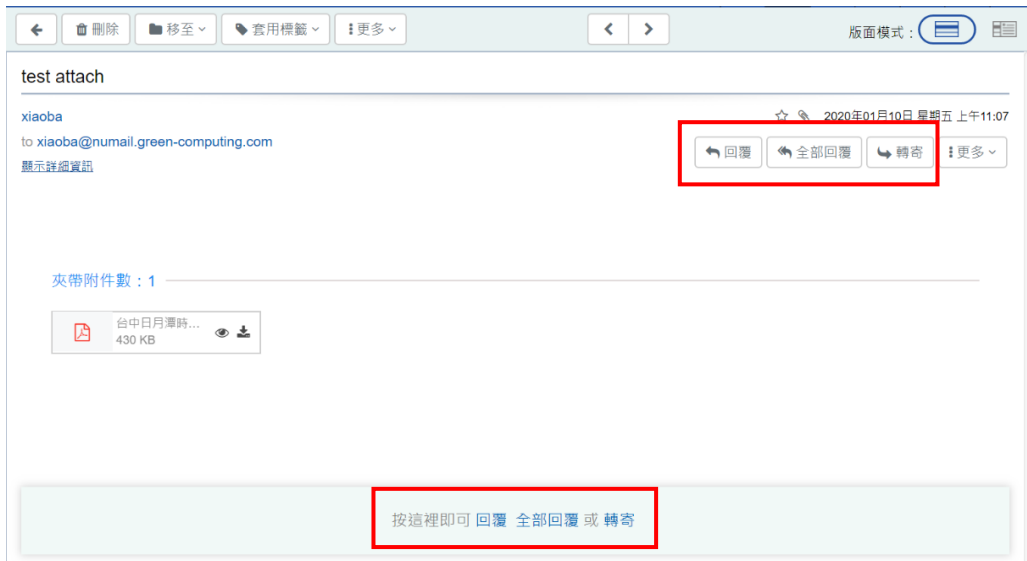 刪除 移至 套用標籤 更多 版面模式：
test attach
xiaoba 2020年01月10日 星期五 上午11:07
to xiaoba@numail.green-computing.com
回覆 全部回覆 轉寄 更多
顯示詳細資訊
夾帶附件數：1
台中日月潭時...
430 KB
按這裡即可 回覆 全部回覆 或 轉寄